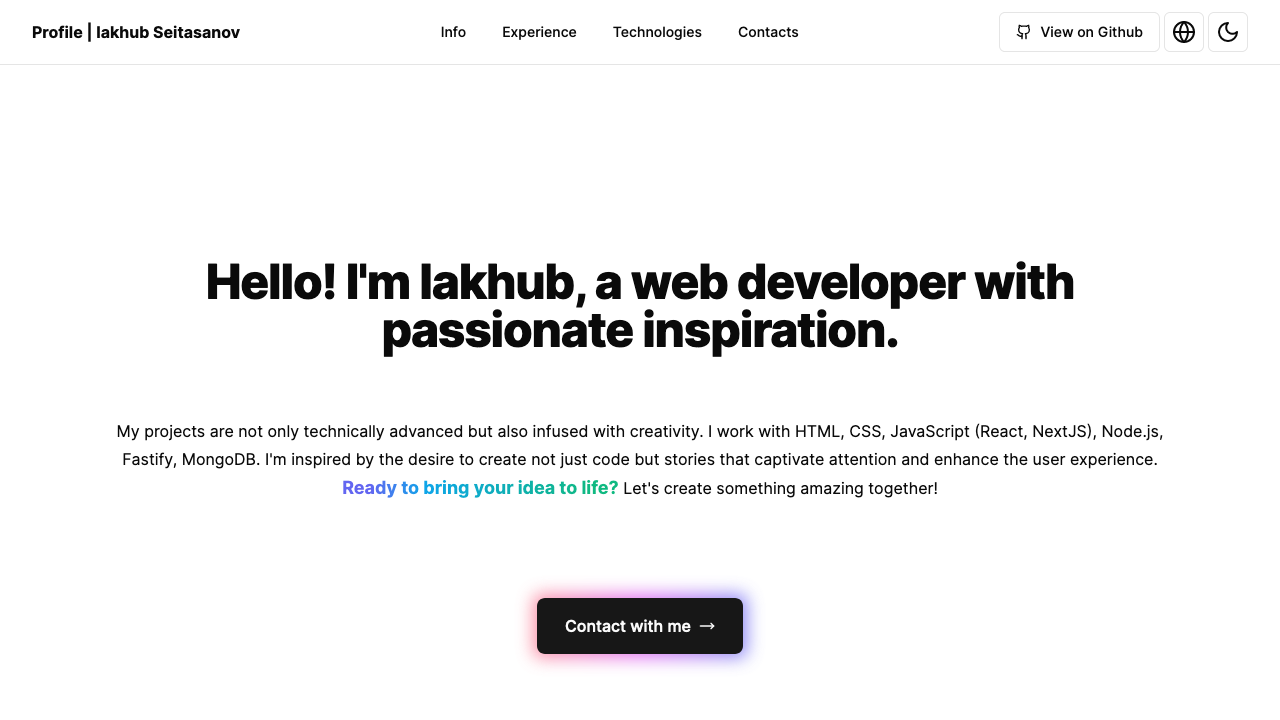 Profile | Iakhub Seitasanov
Info
Experience
Technologies
Contacts
View on Github
Hello! I'm Iakhub, a web developer with
passionate inspiration.
My projects are not only technically advanced but also infused with creativity. I work with HTML, CSS, JavaScript (React, NextJS), Node.js,
Fastify, MongoDB. I'm inspired by the desire to create not just code but stories that captivate attention and enhance the user experience.
Ready to bring your idea to life? Let's create something amazing together!
Contact with me →